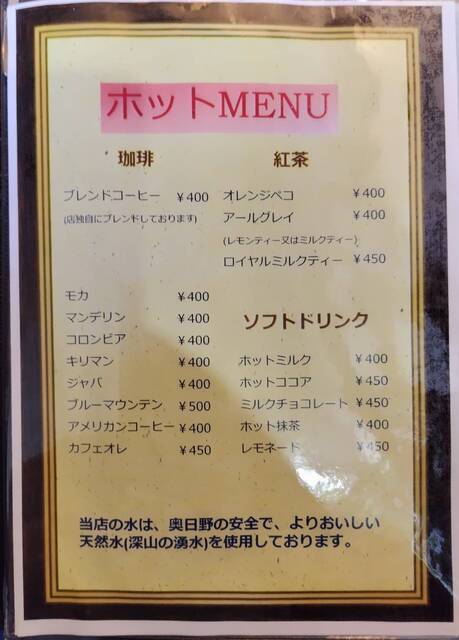 ホットMENU
珈琲
ブレンドコーヒー ￥400
(店独自にブレンドしております)
モカ ￥400
マンデリン ￥400
コロンビア ￥400
キリマン ￥400
ジャバ ￥400
ブルーマウンテン ￥500
アメリカンコーヒー ￥400
カフェオレ ￥450
紅茶
オレンジペコ ￥400
アールグレイ ￥400
(レモンティー又はミルクティー)
ロイヤルミルクティー ￥450
ソフトドリンク
ホットミルク ￥400
ホットココア ￥450
ミルクチョコレート ￥450
ホット抹茶 ￥400
レモネード ￥450
当店の水は、奥日野の安全で、よりおいしい
天然水(深山の湧水)を使用しております。